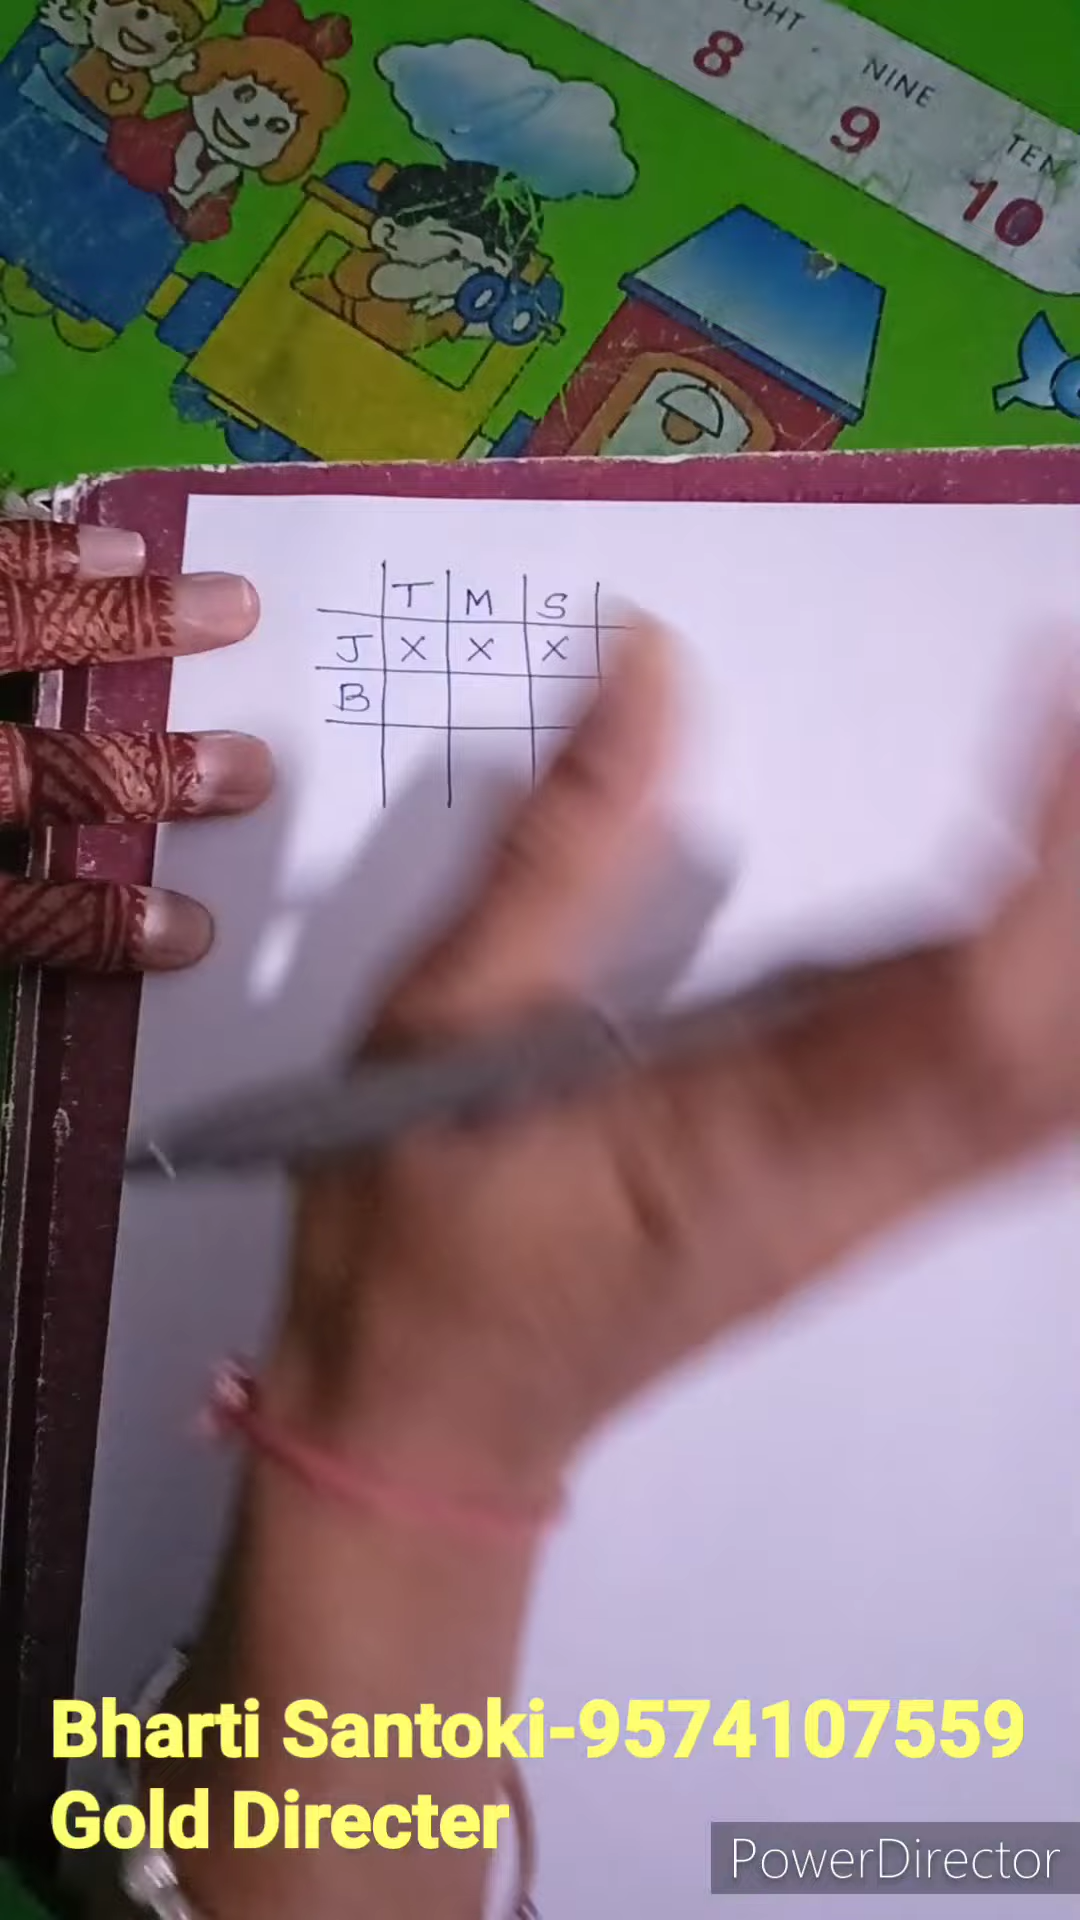 8
NINE
9
TEN
10
T M S
J X X X
B
Bharti Santoki-9574107559
Gold Directer
PowerDirector